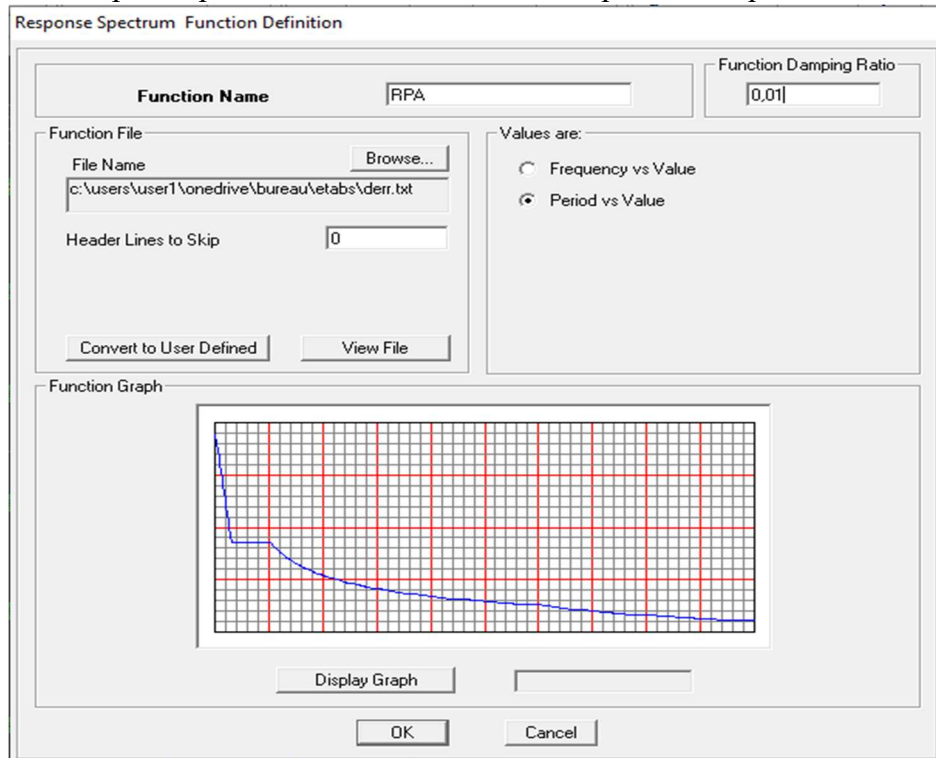 Response Spectrum Function Definition
Function Damping Ratio
Function Name
RPA
0,01
Function File
Values are:
File Name
Browse...
c:\users\user1\onedrive\bureau\etabs\derr.txt
Frequency vs Value
Period vs Value
Header Lines to Skip
0
Convert to User Defined
View File
Function Graph
Display Graph
OK
Cancel